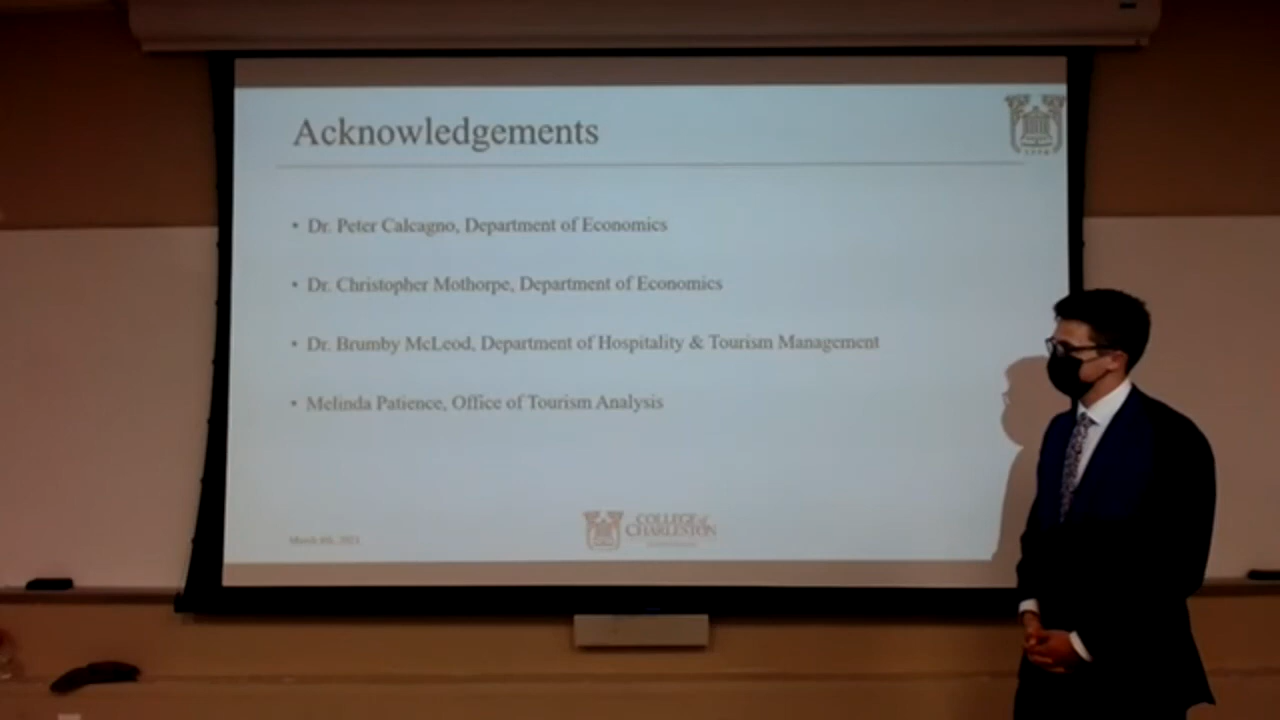 Acknowledgements
• Dr. Peter Calcagno, Department of Economics
• Dr. Christopher Mothorpe, Department of Economics
• Dr. Brumby McLeod, Department of Hospitality & Tourism Management
• Melinda Patience, Office of Tourism Analysis
COLLEGE of
CHARLESTON
March